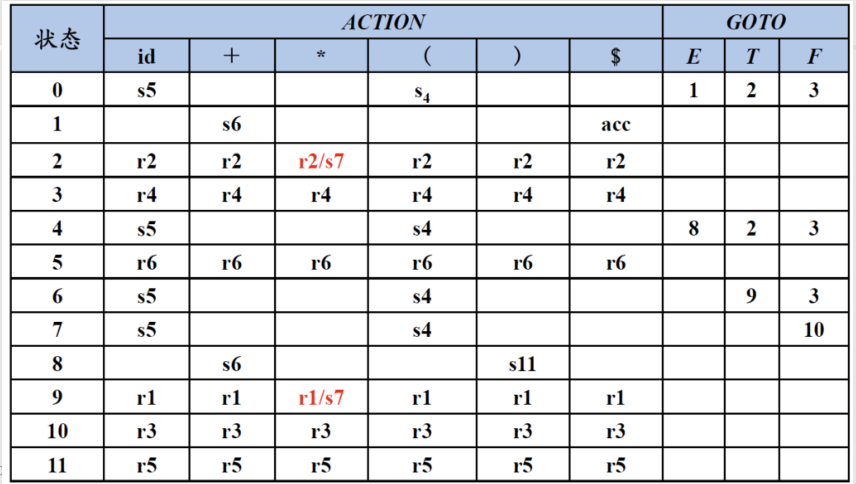 状态 ACTION GOTO
id + * ( ) $ E T F
0 s5 s4 1 2 3
1 s6 acc
2 r2 r2 r2/s7 r2 r2 r2
3 r4 r4 r4 r4 r4 r4
4 s5 s4 8 2 3
5 r6 r6 r6 r6 r6 r6
6 s5 s4 9 3
7 s5 s4 10
8 s6 s11
9 r1 r1 r1/s7 r1 r1 r1
10 r3 r3 r3 r3 r3 r3
11 r5 r5 r5 r5 r5 r5